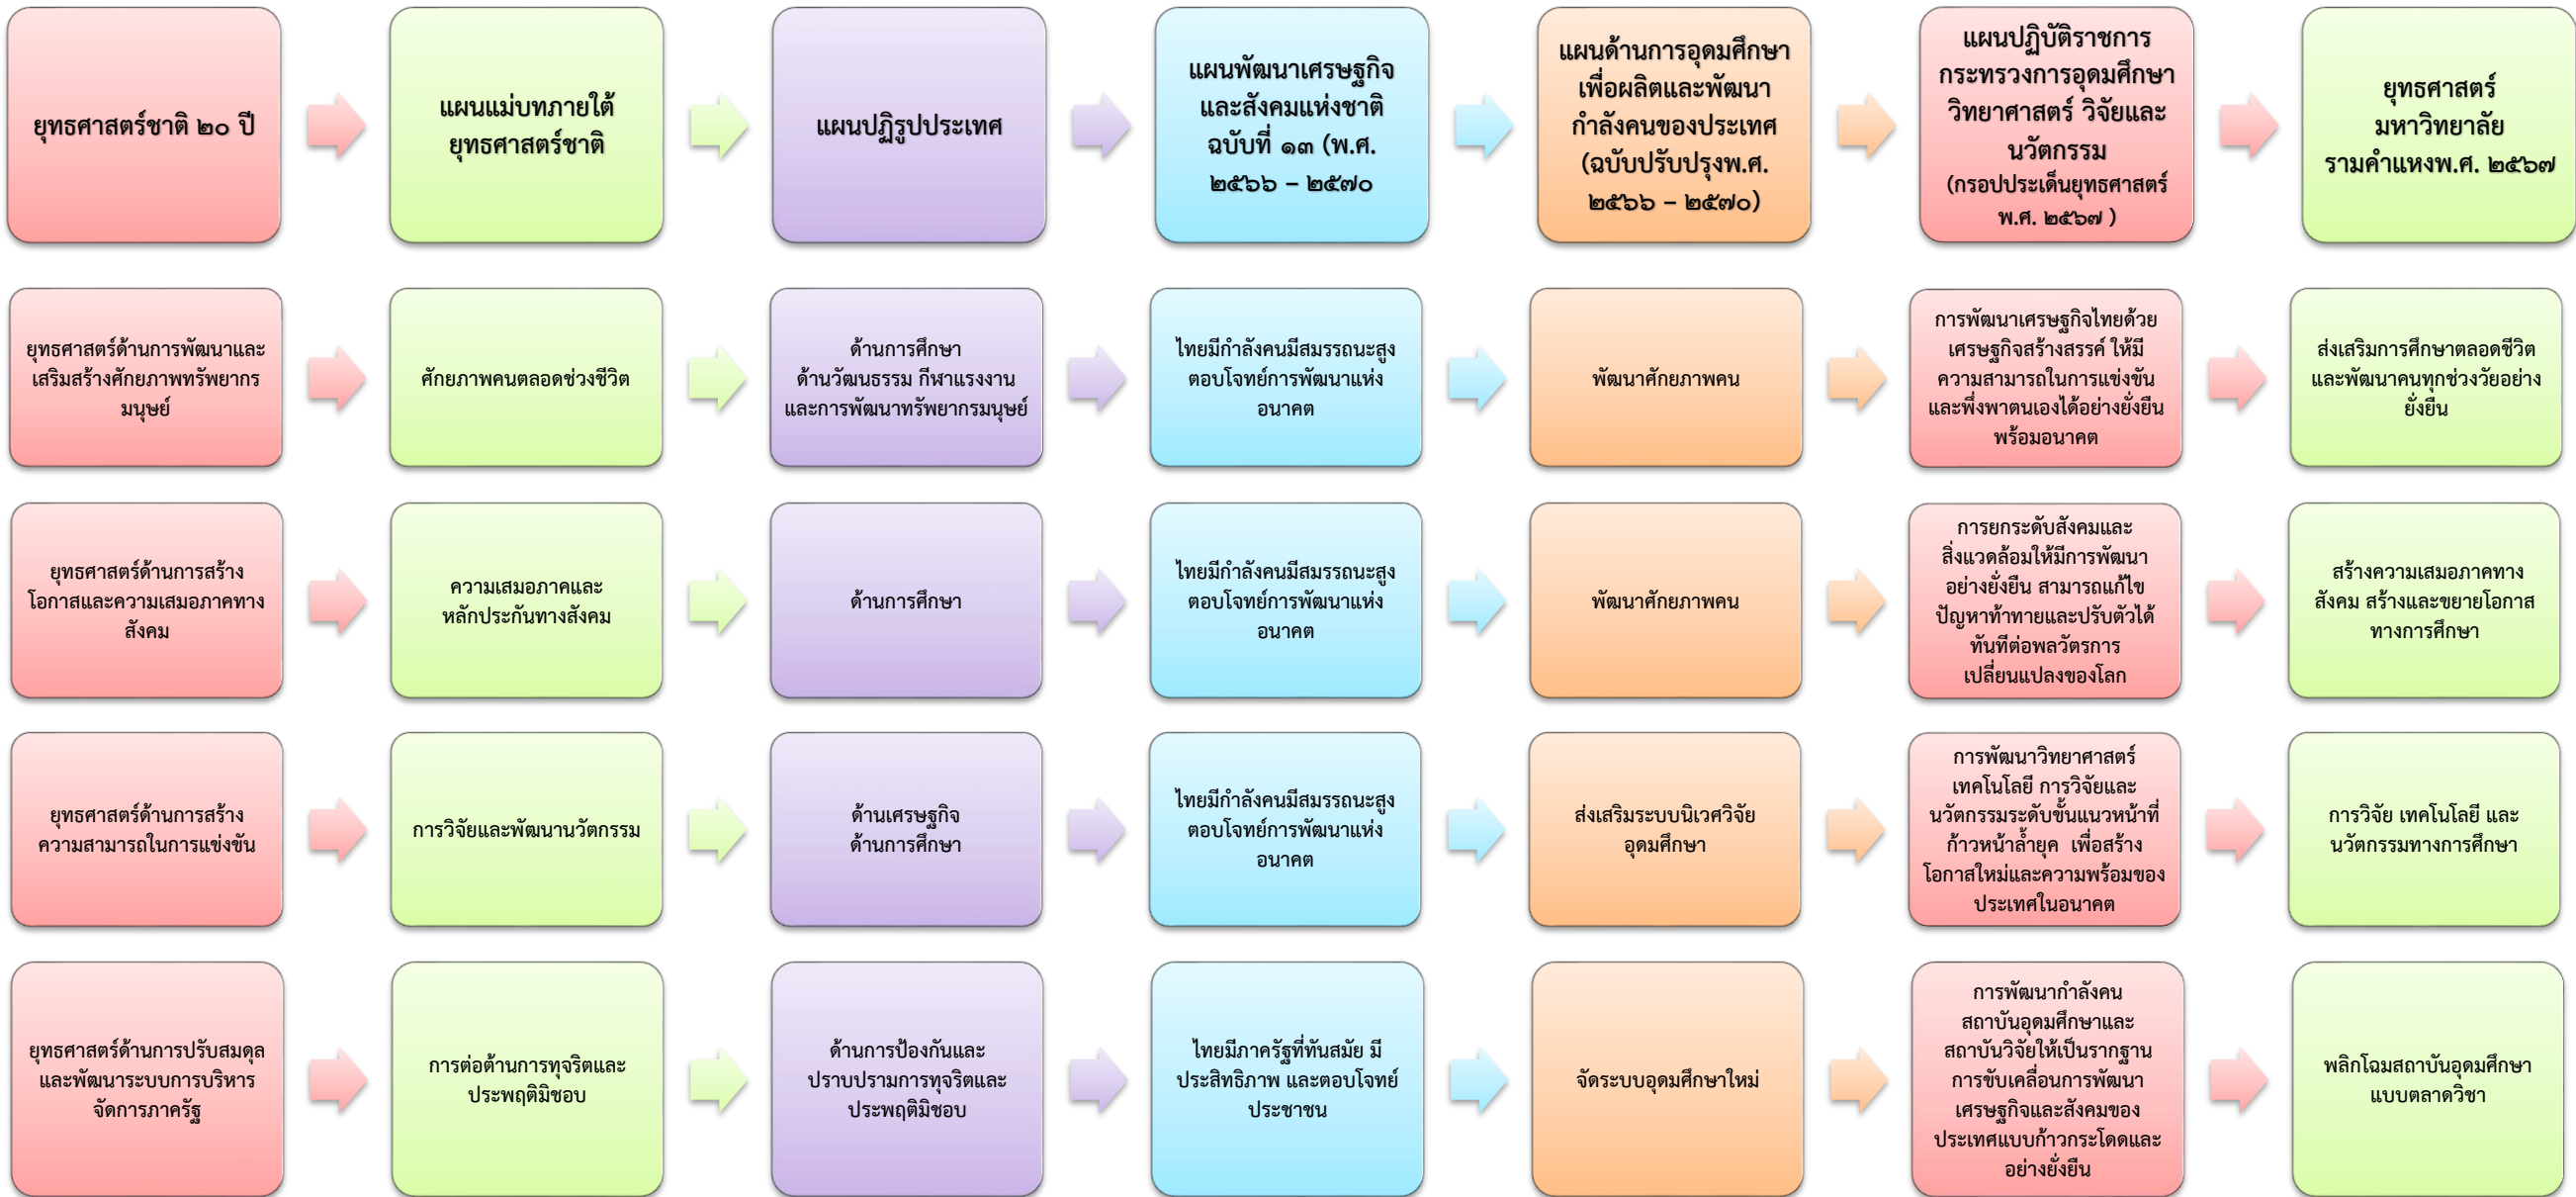 ยุทธศาสตร์ชาติ ๒๐ ปี
แผนแม่บทภายใต้
ยุทธศาสตร์ชาติ
แผนปฏิรูปประเทศ
แผนพัฒนาเศรษฐกิจ
และสังคมแห่งชาติ
ฉบับที่ ๑๓ (พ.ศ.
๒๕๖๖ – ๒๕๗๐
แผนด้านการอุดมศึกษา
เพื่อผลิตและพัฒนา
กำลังคนของประเทศ
(ฉบับปรับปรุงพ.ศ.
๒๕๖๖ – ๒๕๗๐)
แผนปฏิบัติราชการ
กระทรวงการอุดมศึกษา
วิทยาศาสตร์ วิจัยและ
นวัตกรรม
(กรอปประเด็นยุทธศาสตร์
พ.ศ. ๒๕๖๗ )
ยุทธศาสตร์
มหาวิทยาลัย
รามคำแหงพ.ศ. ๒๕๖๗
ยุทธศาสตร์ด้านการพัฒนาและ
เสริมสร้างศักยภาพทรัพยากร
มนุษย์
ศักยภาพคนตลอดช่วงชีวิต
ด้านการศึกษา
ด้านวัฒนธรรม กีฬาแรงงาน
และการพัฒนาทรัพยากรมนุษย์
ไทยมีกำลังคนมีสมรรถนะสูง
ตอบโจทย์การพัฒนาแห่ง
อนาคต
พัฒนาศักยภาพคน
การพัฒนาเศรษฐกิจไทยด้วย
เศรษฐกิจสร้างสรรค์ ให้มี
ความสามารถในการแข่งขัน
และพึ่งพาตนเองได้อย่างยั่งยืน
พร้อมอนาคต
ส่งเสริมการศึกษาตลอดชีวิต
และพัฒนาคนทุกช่วงวัยอย่าง
ยั่งยืน
ยุทธศาสตร์ด้านการสร้าง
โอกาสและความเสมอภาคทาง
สังคม
ความเสมอภาคและ
หลักประกันทางสังคม
ด้านการศึกษา
ไทยมีกำลังคนมีสมรรถนะสูง
ตอบโจทย์การพัฒนาแห่ง
อนาคต
พัฒนาศักยภาพคน
การยกระดับสังคมและ
สิ่งแวดล้อมให้มีการพัฒนา
อย่างยั่งยืน สามารถแก้ไข
ปัญหาท้าทายและปรับตัวได้
ทันทีต่อพลวัตรการ
เปลี่ยนแปลงของโลก
สร้างความเสมอภาคทาง
สังคม สร้างและขยายโอกาส
ทางการศึกษา
ยุทธศาสตร์ด้านการสร้าง
ความสามารถในการแข่งขัน
การวิจัยและพัฒนานวัตกรรม
ด้านเศรษฐกิจ
ด้านการศึกษา
ไทยมีกำลังคนมีสมรรถนะสูง
ตอบโจทย์การพัฒนาแห่ง
อนาคต
ส่งเสริมระบบนิเวศวิจัย
อุดมศึกษา
การพัฒนาวิทยาศาสตร์
เทคโนโลยี การวิจัยและ
นวัตกรรมระดับขั้นแนวหน้าที่
ก้าวหน้าล้ำยุค เพื่อสร้าง
โอกาสใหม่และความพร้อมของ
ประเทศในอนาคต
การวิจัย เทคโนโลยี และ
นวัตกรรมทางการศึกษา
ยุทธศาสตร์ด้านการปรับสมดุล
และพัฒนาระบบการบริหาร
จัดการภาครัฐ
การต่อต้านการทุจริตและ
ประพฤติมิชอบ
ด้านการป้องกันและ
ปราบปรามการทุจริตและ
ประพฤติมิชอบ
ไทยมีภาครัฐที่ทันสมัย มี
ประสิทธิภาพ และตอบโจทย์
ประชาชน
จัดระบบอุดมศึกษาใหม่
การพัฒนากำลังคน
สถาบันอุดมศึกษาและ
สถาบันวิจัยให้เป็นรากฐาน
การขับเคลื่อนการพัฒนา
เศรษฐกิจและสังคมของ
ประเทศแบบก้าวกระโดดและ
อย่างยั่งยืน
พลิกโฉมสถาบันอุดมศึกษา
แบบตลาดวิชา